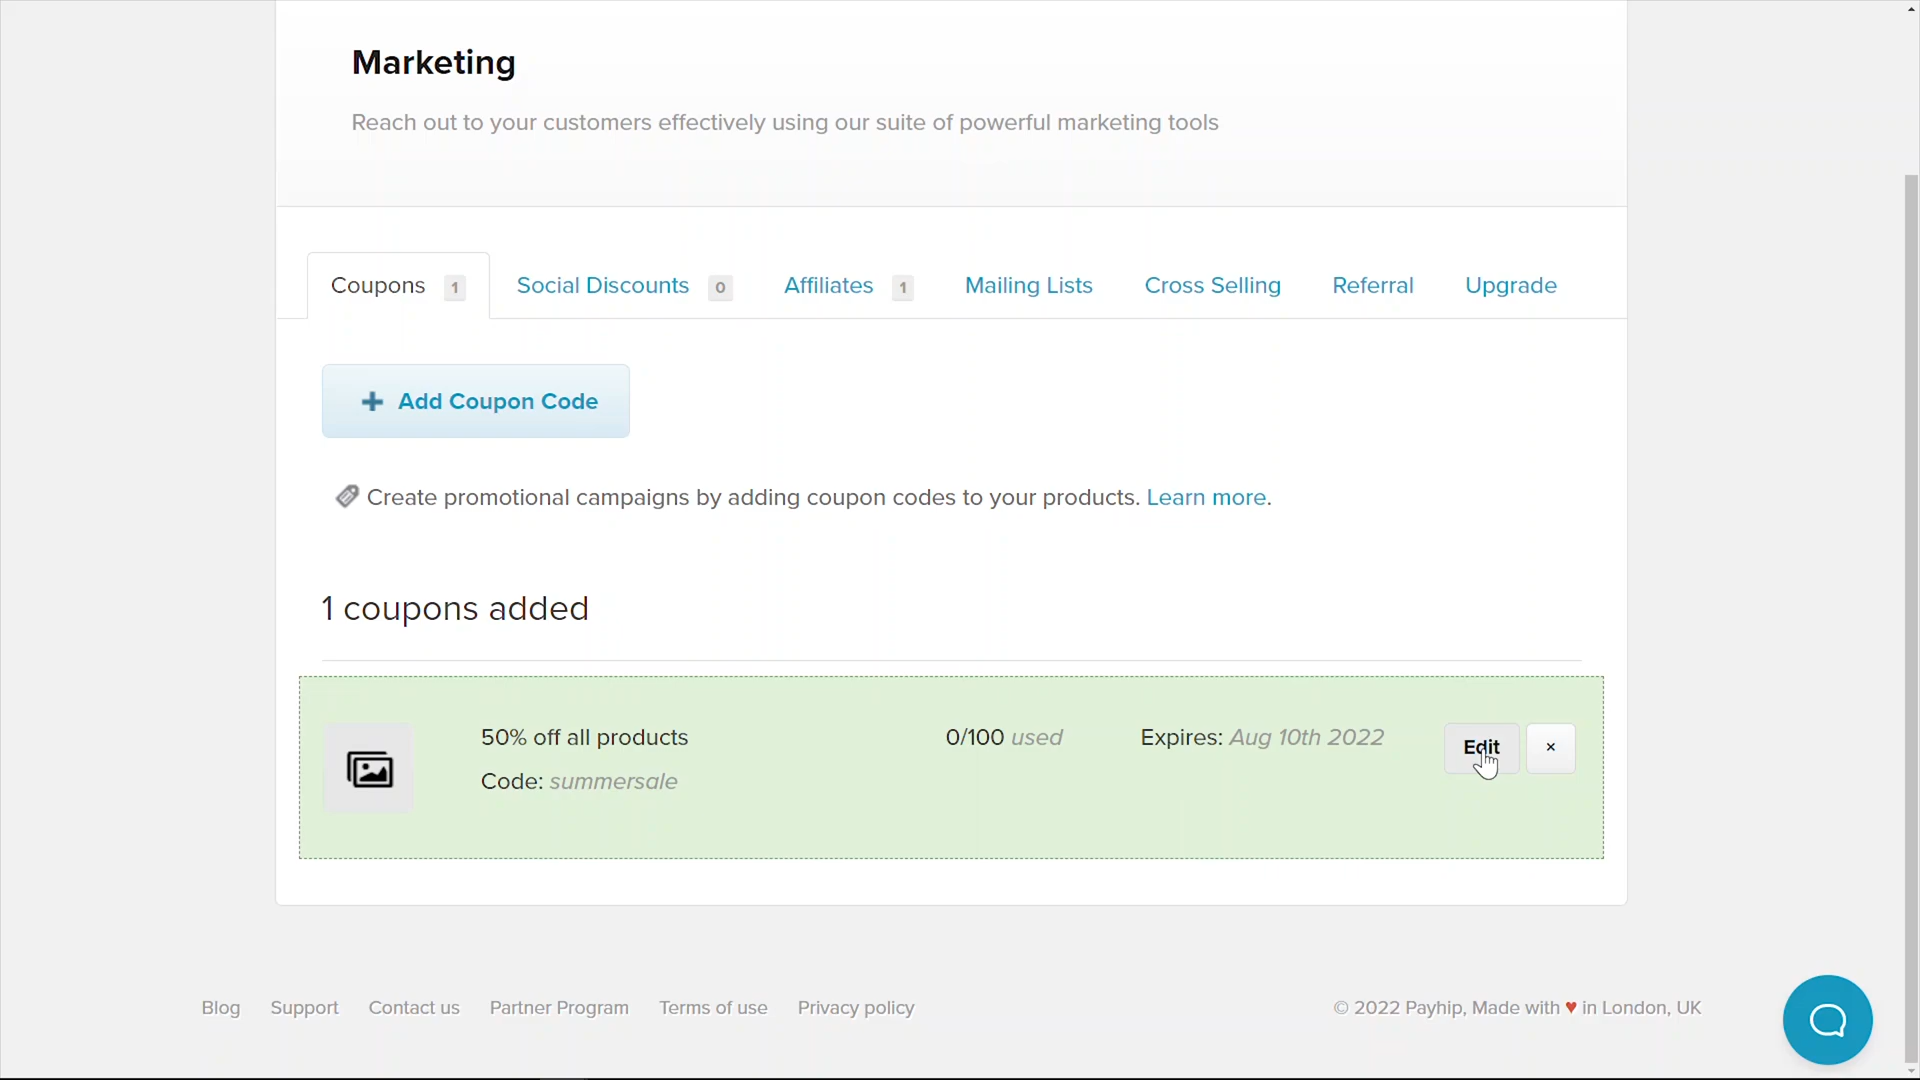 Marketing
Reach out to your customers effectively using our suite of powerful marketing tools
Coupons 1 Social Discounts 0 Affiliates 1 Mailing Lists Cross Selling Referral Upgrade
+ Add Coupon Code
Create promotional campaigns by adding coupon codes to your products. Learn more.
1 coupons added
50% off all products 0/100 used Expires: Aug 10th 2022 Edit ×
Code: summersale
Blog Support Contact us Partner Program Terms of use Privacy policy © 2022 Payhip, Made with ♥ in London, UK